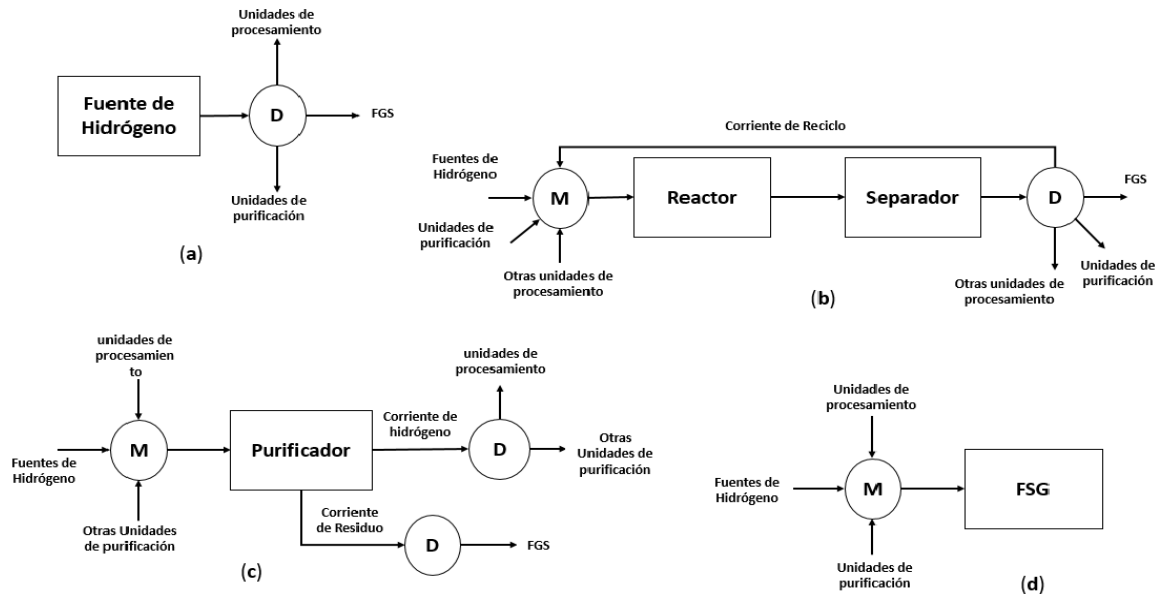 Unidades de
procesamiento
Fuente de
Hidrógeno
D
FGS
Unidades de
purificación
(a)
Corriente de Reciclo
Fuentes de
Hidrógeno
M
Reactor
Separador
D
FGS
Unidades de
purificación
Otras unidades de
procesamiento
Otras unidades de
procesamiento
Unidades de
purificación
(b)
unidades de
procesamien
to
Fuentes de
Hidrógeno
M
Otras Unidades
de purificación
Purificador
Corriente de
hidrógeno
unidades de
procesamiento
D
Otras
Unidades de
purificación
Corriente
de Residuo
D
FGS
(c)
Unidades de
procesamiento
Fuentes de
Hidrógeno
M
FSG
Unidades de
purificación
(d)